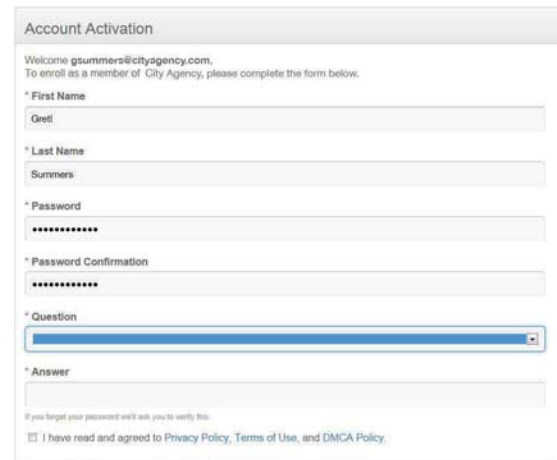 Account Activation
Welcome gsummers@cityagency.com,
To enroll as a member of City Agency, please complete the form below.
* First Name
Gretl
* Last Name
Summers
* Password
••••••••••••
* Password Confirmation
••••••••••••
* Question
* Answer
If you forget your password we'll ask you to verify this.
I have read and agreed to Privacy Policy, Terms of Use, and DMCA Policy.